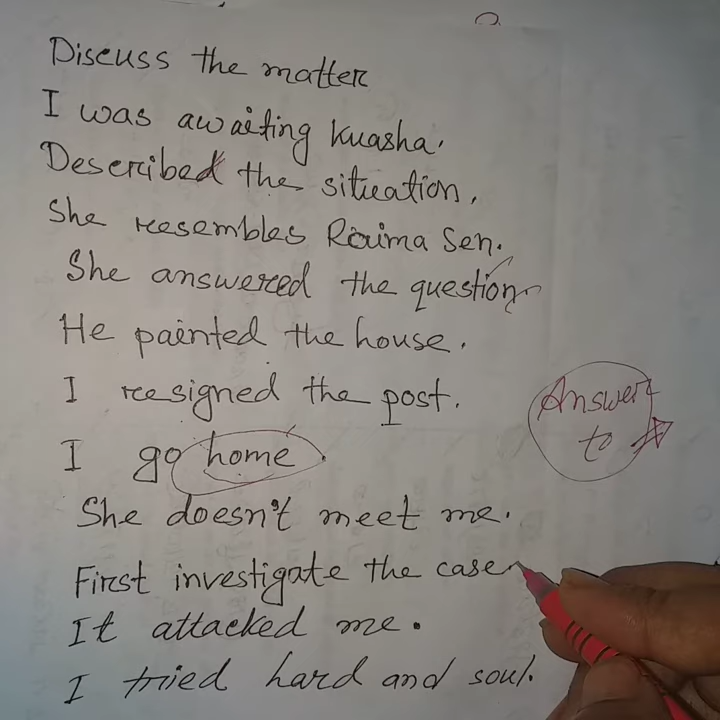 Discuss the matter
I was awaiting Kuasha.
Described the situation.
She resembles Raima Sen.
She answered the question
He painted the house.
I resigned the post.
Answer
to
I go home.
She doesn't meet me.
First investigate the case
It attacked me.
I tried hard and soul.